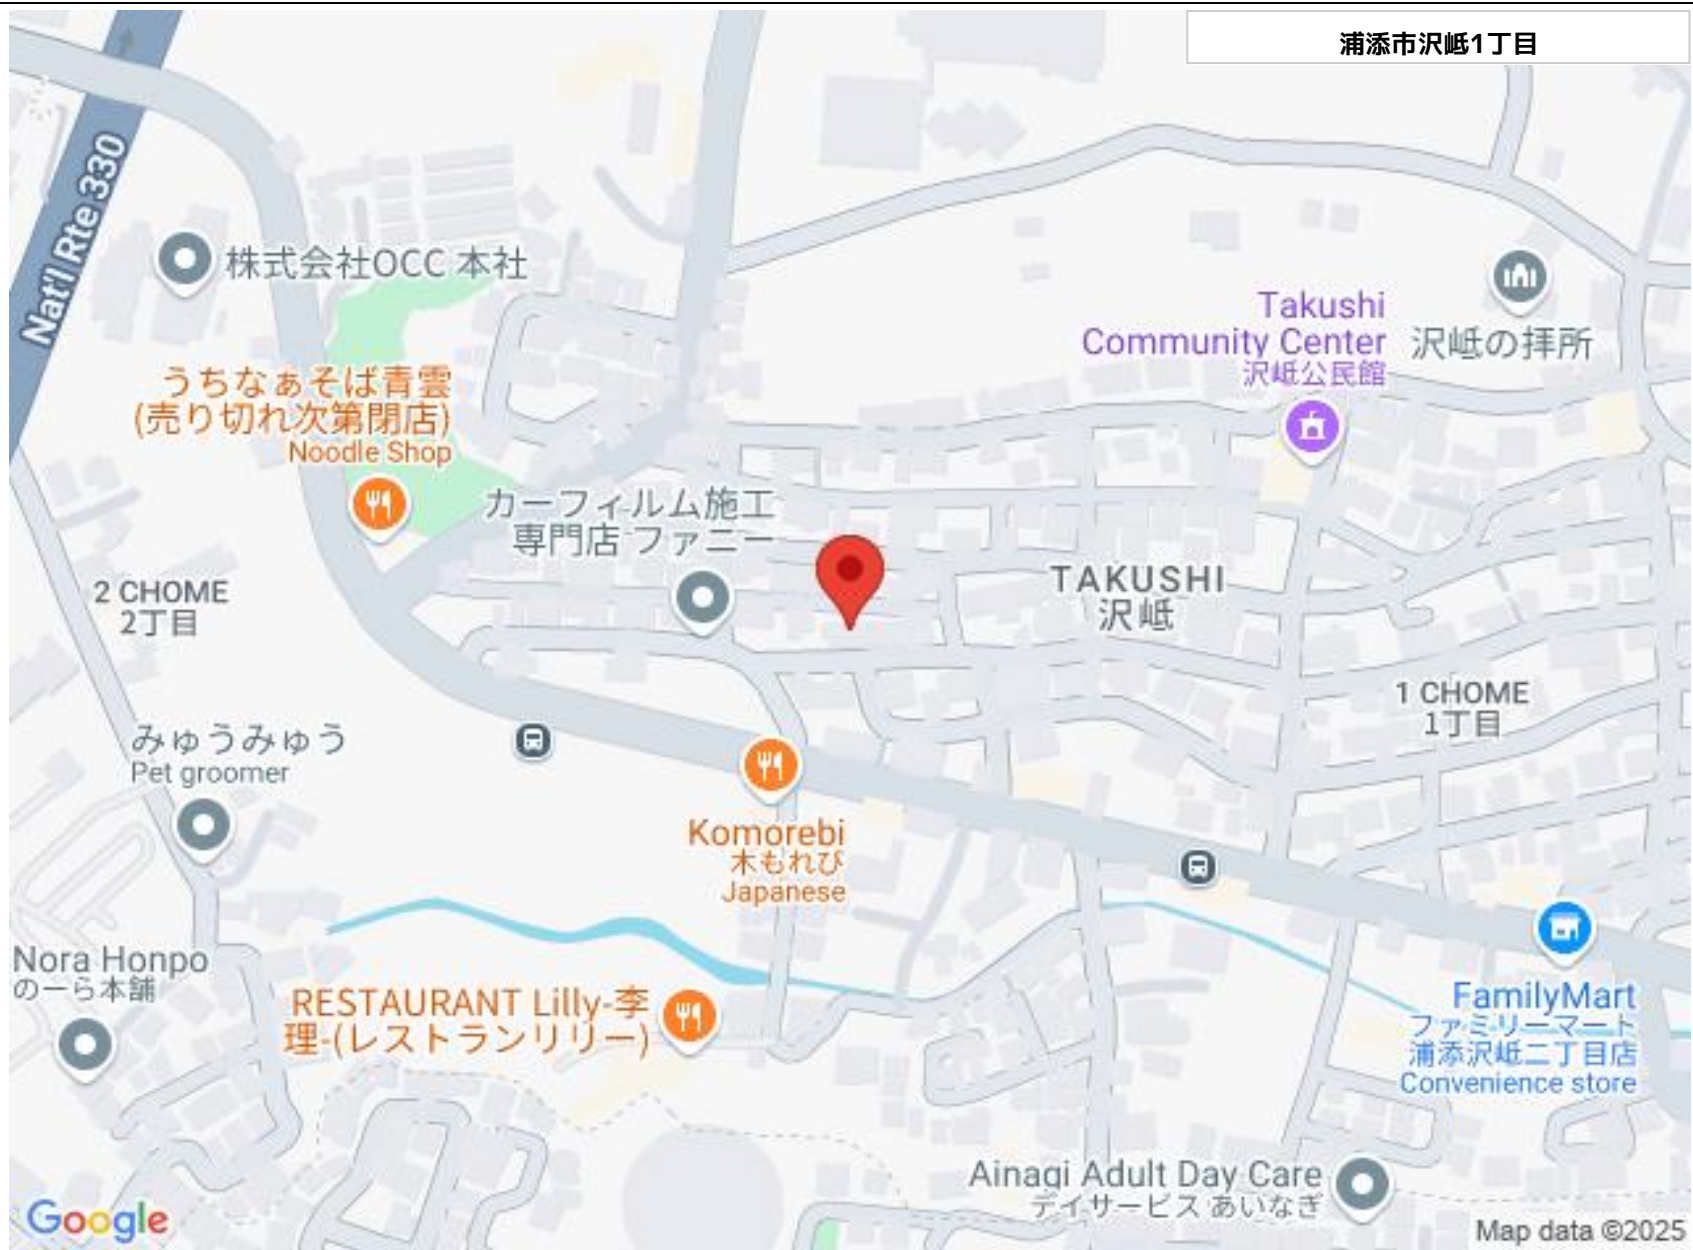 浦添市沢岻1丁目
Nat'l Rte 330
株式会社OCC 本社
Takushi
Community Center
沢岻公民館
沢岻の拝所
うちなぁそば青雲
(売り切れ次第閉店)
Noodle Shop
カーフィルム施工
専門店 ファニー
TAKUSHI
沢岻
2 CHOME
2丁目
1 CHOME
1丁目
みゅうみゅう
Pet groomer
Komorebi
木もれび
Japanese
Nora Honpo
のーら本舗
RESTAURANT Lilly-李
理-(レストランリリー)
FamilyMart
ファミリーマート
浦添沢岻二丁目店
Convenience store
Ainagi Adult Day Care
デイサービス あいなぎ
Google
Map data ©2025